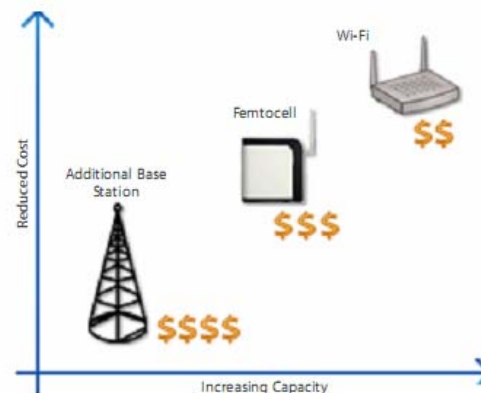 Wi-Fi
$$
Femtocell
$$$
Additional Base
Station
$$$$
Reduced Cost
Increasing Capacity